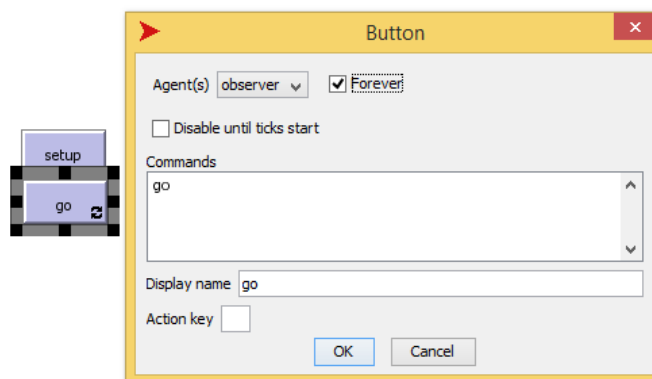 Button
Agent(s) observer Forever
Disable until ticks start
setup
Commands
go
go
Display name go
Action key
OK Cancel